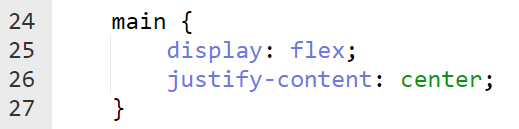 24 main {
25 display: flex;
26 justify-content: center;
27 }